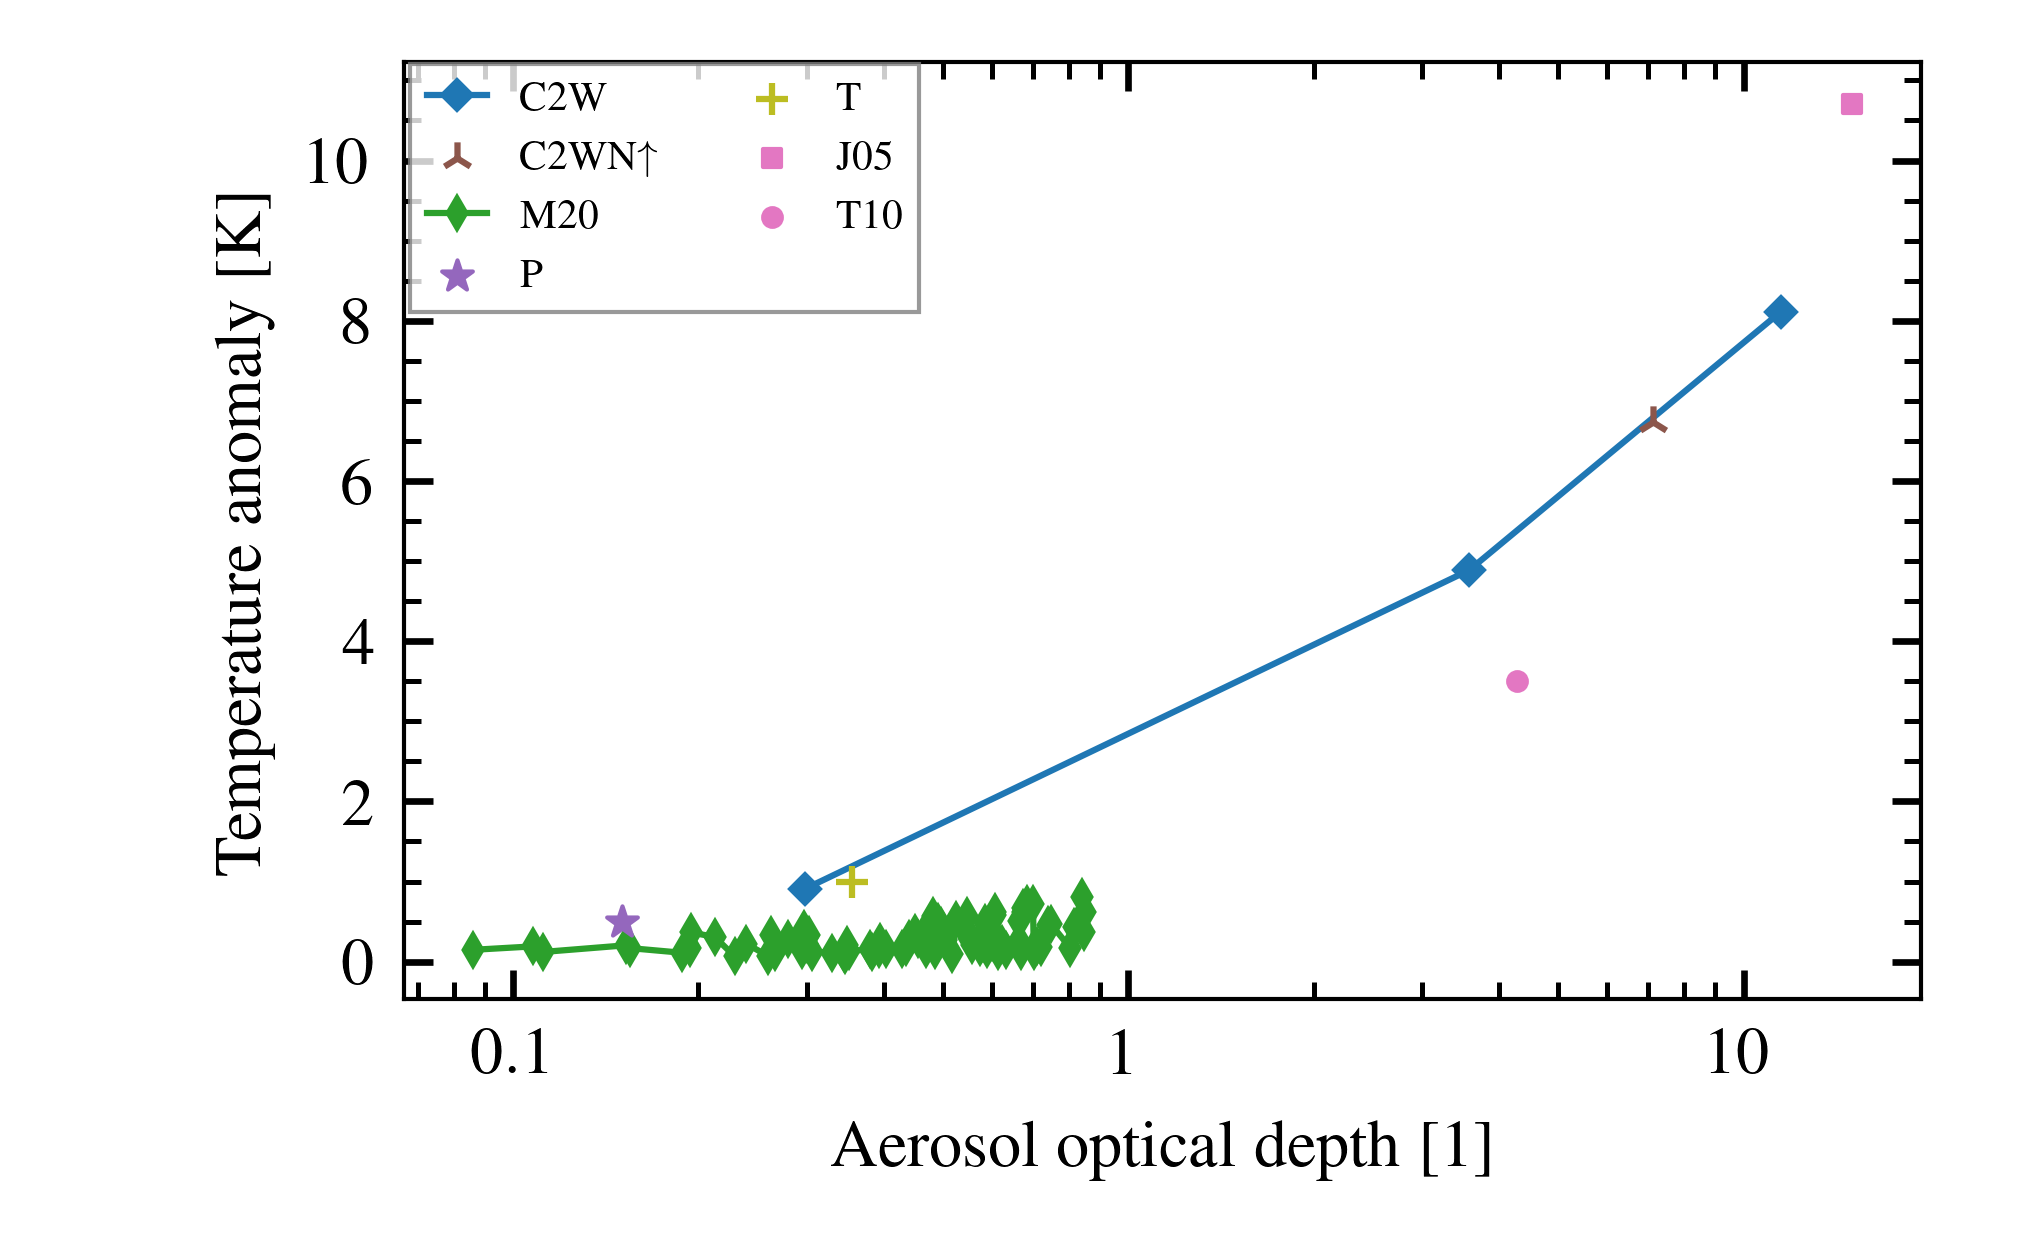 C2W
C2WN↑
M20
P
T
J05
T10
10
8
6
4
2
0
Temperature anomaly [K]
0.1
1
10
Aerosol optical depth [1]